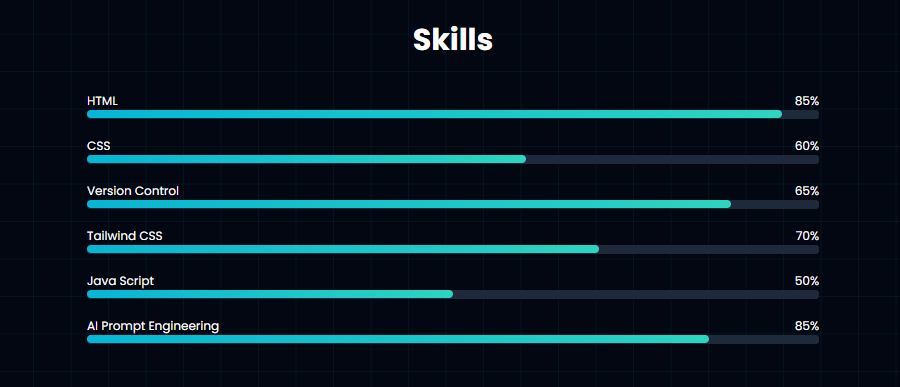 Skills
HTML 85%
CSS 60%
Version Control 65%
Tailwind CSS 70%
Java Script 50%
AI Prompt Engineering 85%